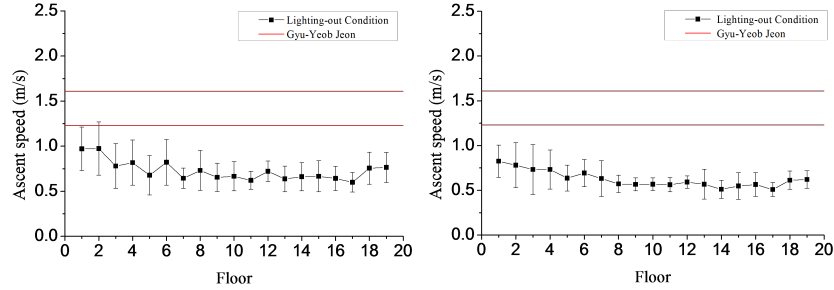 2.5
2.0
1.5
1.0
0.5
0.0
Ascent speed (m/s)
Lighting-out Condition
Gyu-Yeob Jeon
0 2 4 6 8 10 12 14 16 18 20
Floor
2.5
2.0
1.5
1.0
0.5
0.0
Ascent speed (m/s)
Lighting-out Condition
Gyu-Yeob Jeon
0 2 4 6 8 10 12 14 16 18 20
Floor